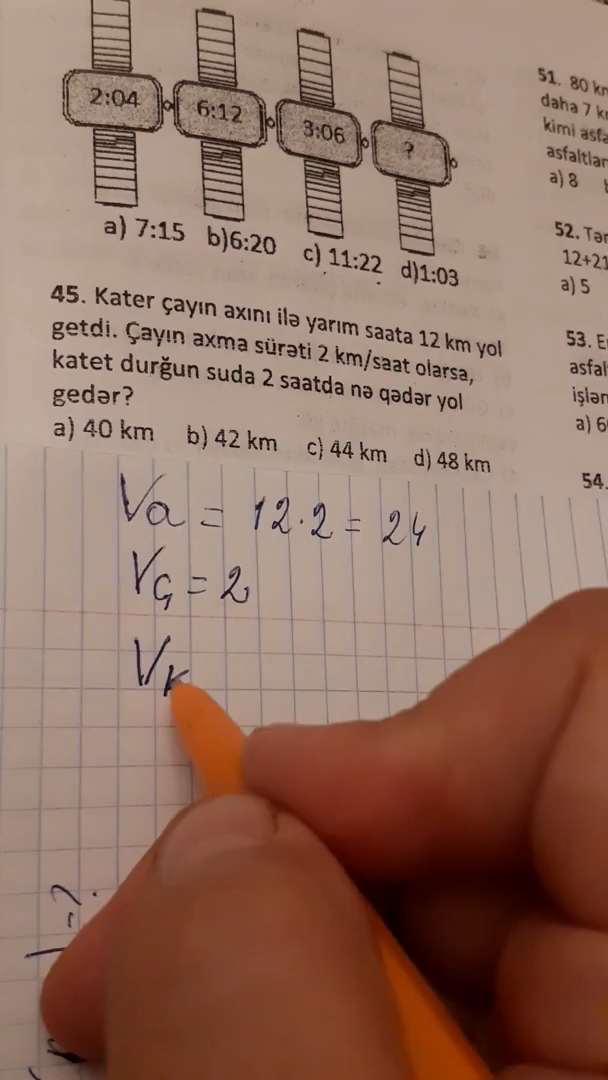 2:04
6:12
3:06
?
a) 7:15 b)6:20 c) 11:22 d)1:03
45. Kater çayın axını ilə yarım saata 12 km yol
getdi. Çayın axma sürəti 2 km/saat olarsa,
katet durğun suda 2 saatda nə qədər yol
gedər?
a) 40 km b) 42 km c) 44 km d) 48 km
Va = 12·2 = 24
Vç = 2
Vk
=?
51. 80 km
daha 7 k
kimi asfa
asfaltlar
a) 8
52. Tər
12+21
a) 5
53. E
asfal
işlən
a) 6
54.